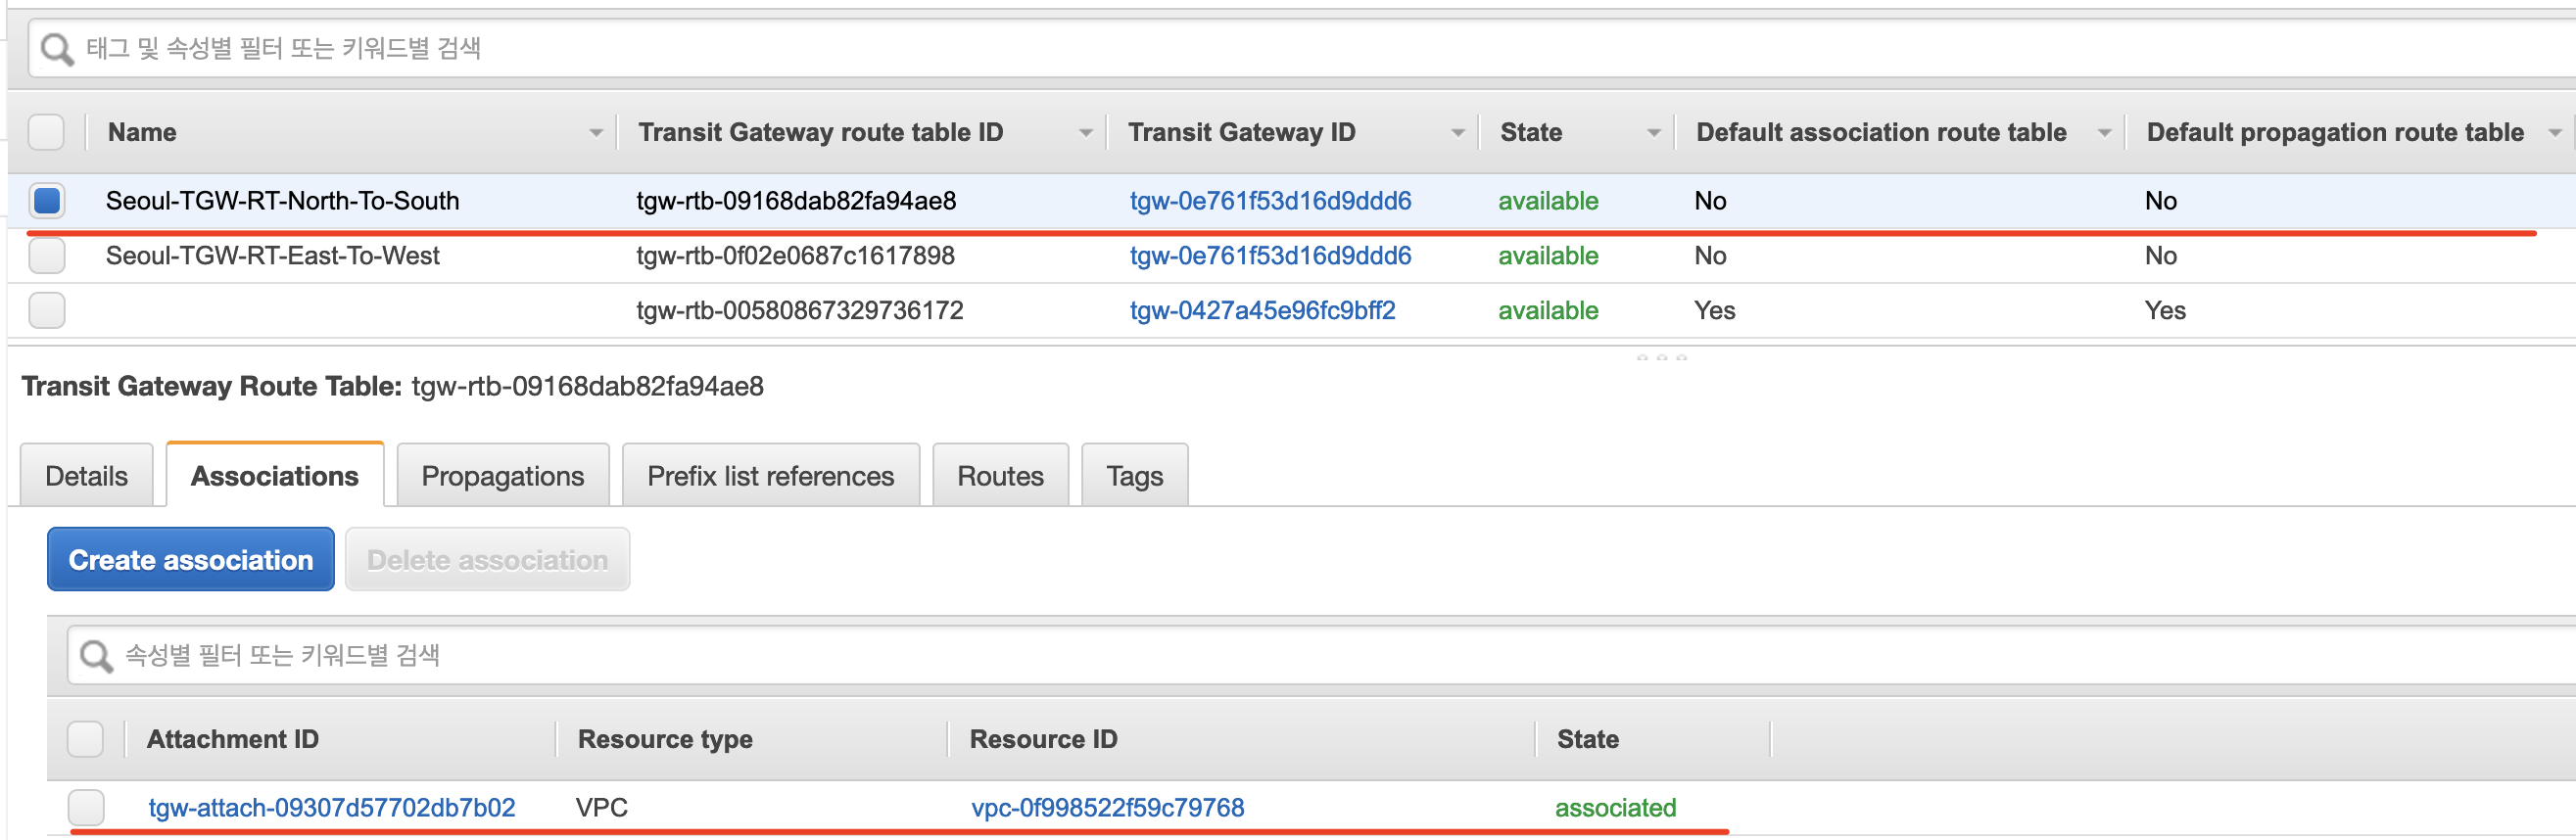 태그 및 속성별 필터 또는 키워드별 검색
Name Transit Gateway route table ID Transit Gateway ID State Default association route table Default propagation route table
Seoul-TGW-RT-North-To-South tgw-rtb-09168dab82fa94ae8 tgw-0e761f53d16d9ddd6 available No No
Seoul-TGW-RT-East-To-West tgw-rtb-0f02e0687c1617898 tgw-0e761f53d16d9ddd6 available No No
tgw-rtb-00580867329736172 tgw-0427a45e96fc9bff2 available Yes Yes
Transit Gateway Route Table: tgw-rtb-09168dab82fa94ae8
Details Associations Propagations Prefix list references Routes Tags
Create association Delete association
속성별 필터 또는 키워드별 검색
Attachment ID Resource type Resource ID State
tgw-attach-09307d57702db7b02 VPC vpc-0f998522f59c79768 associated